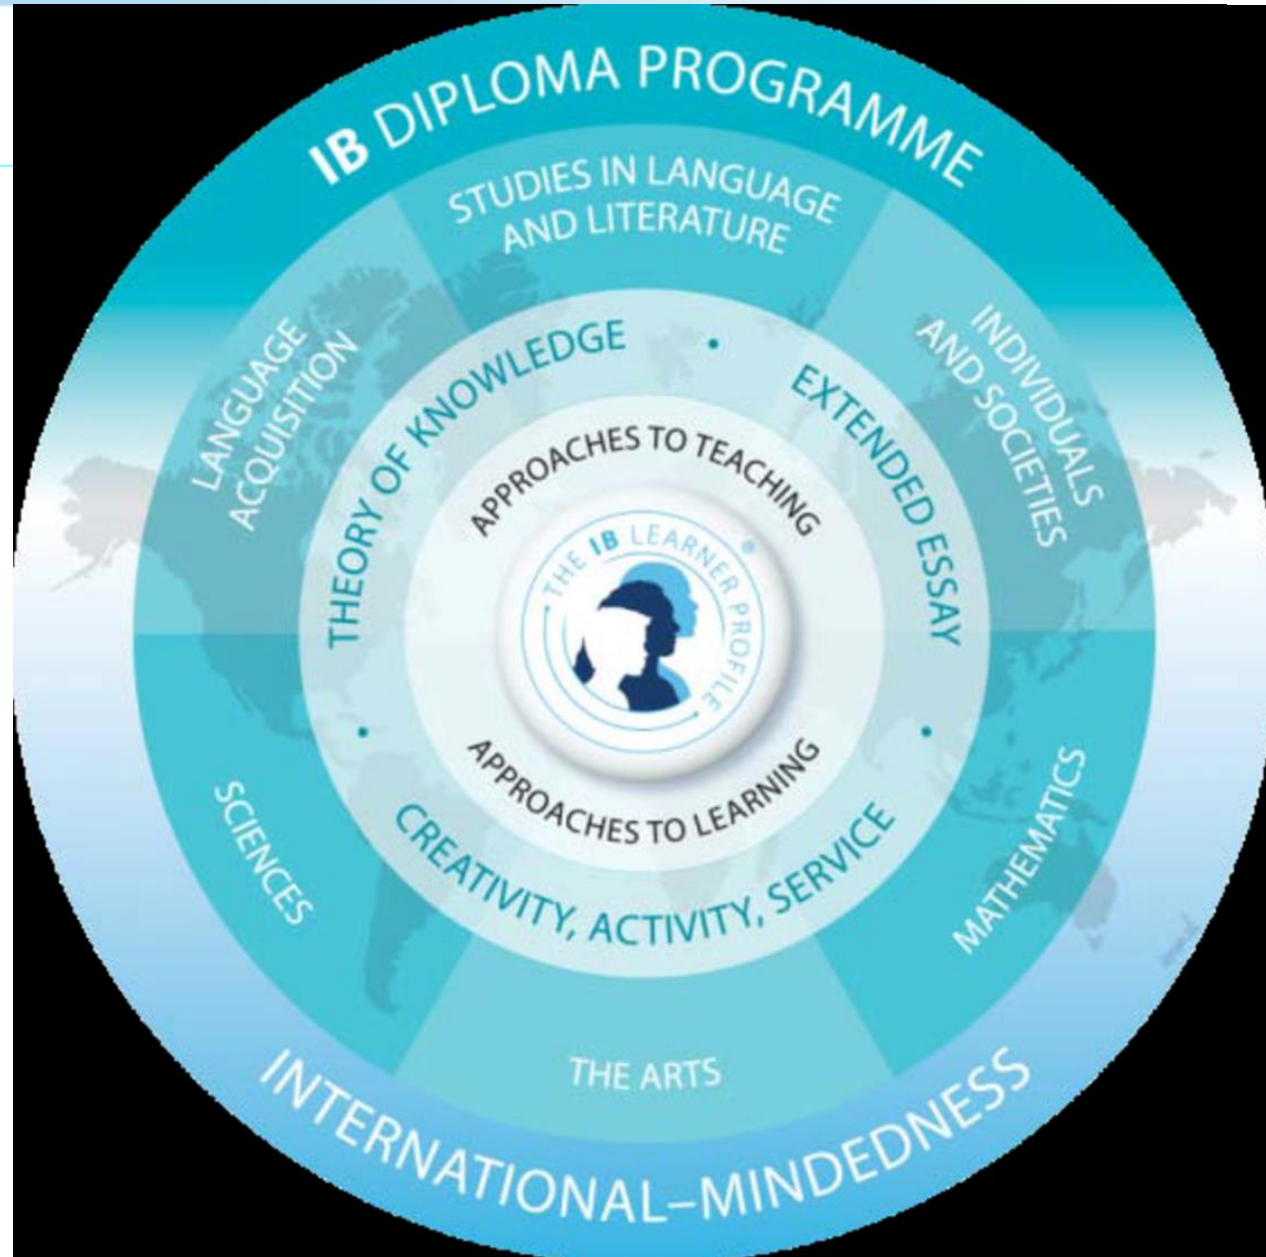 IB DIPLOMA PROGRAMME
STUDIES IN LANGUAGE
AND LITERATURE
LANGUAGE
ACQUISITION
INDIVIDUALS
AND SOCIETIES
THEORY OF KNOWLEDGE
•
EXTENDED ESSAY
•
APPROACHES TO TEACHING
THE IB LEARNER PROFILE
®
APPROACHES TO LEARNING
•
CREATIVITY, ACTIVITY, SERVICE
SCIENCES
MATHEMATICS
THE ARTS
INTERNATIONAL–MINDEDNESS